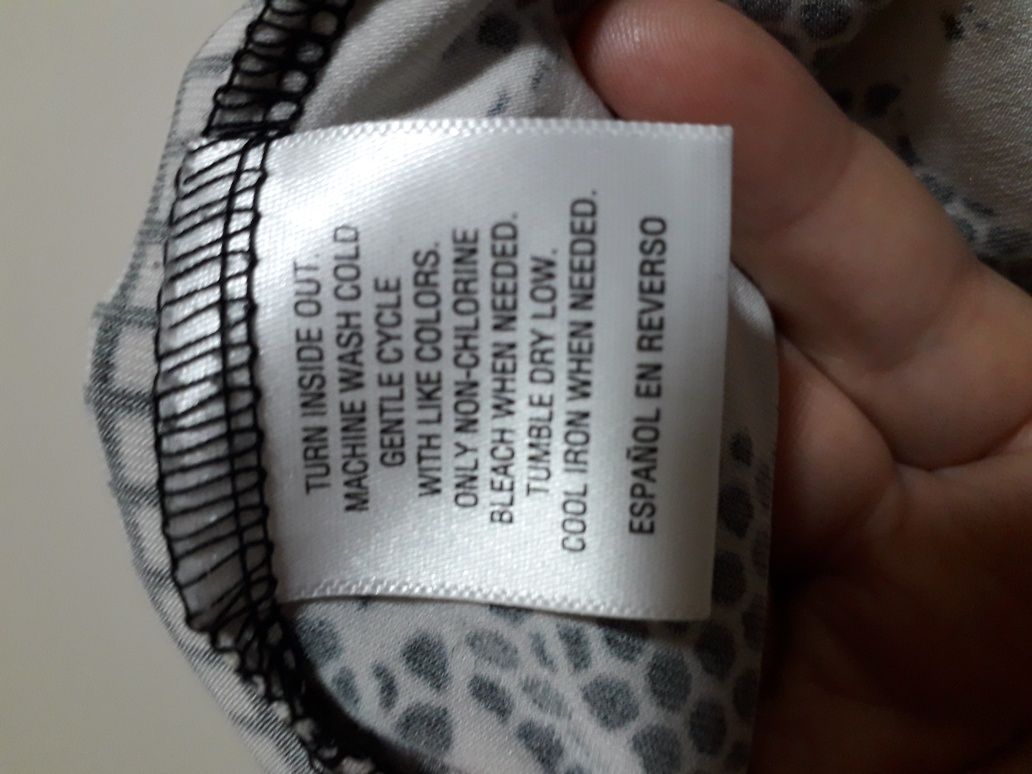 TURN INSIDE OUT.
MACHINE WASH COLD
GENTLE CYCLE
WITH LIKE COLORS.
ONLY NON-CHLORINE
BLEACH WHEN NEEDED.
TUMBLE DRY LOW.
COOL IRON WHEN NEEDED.
ESPAÑOL EN REVERSO